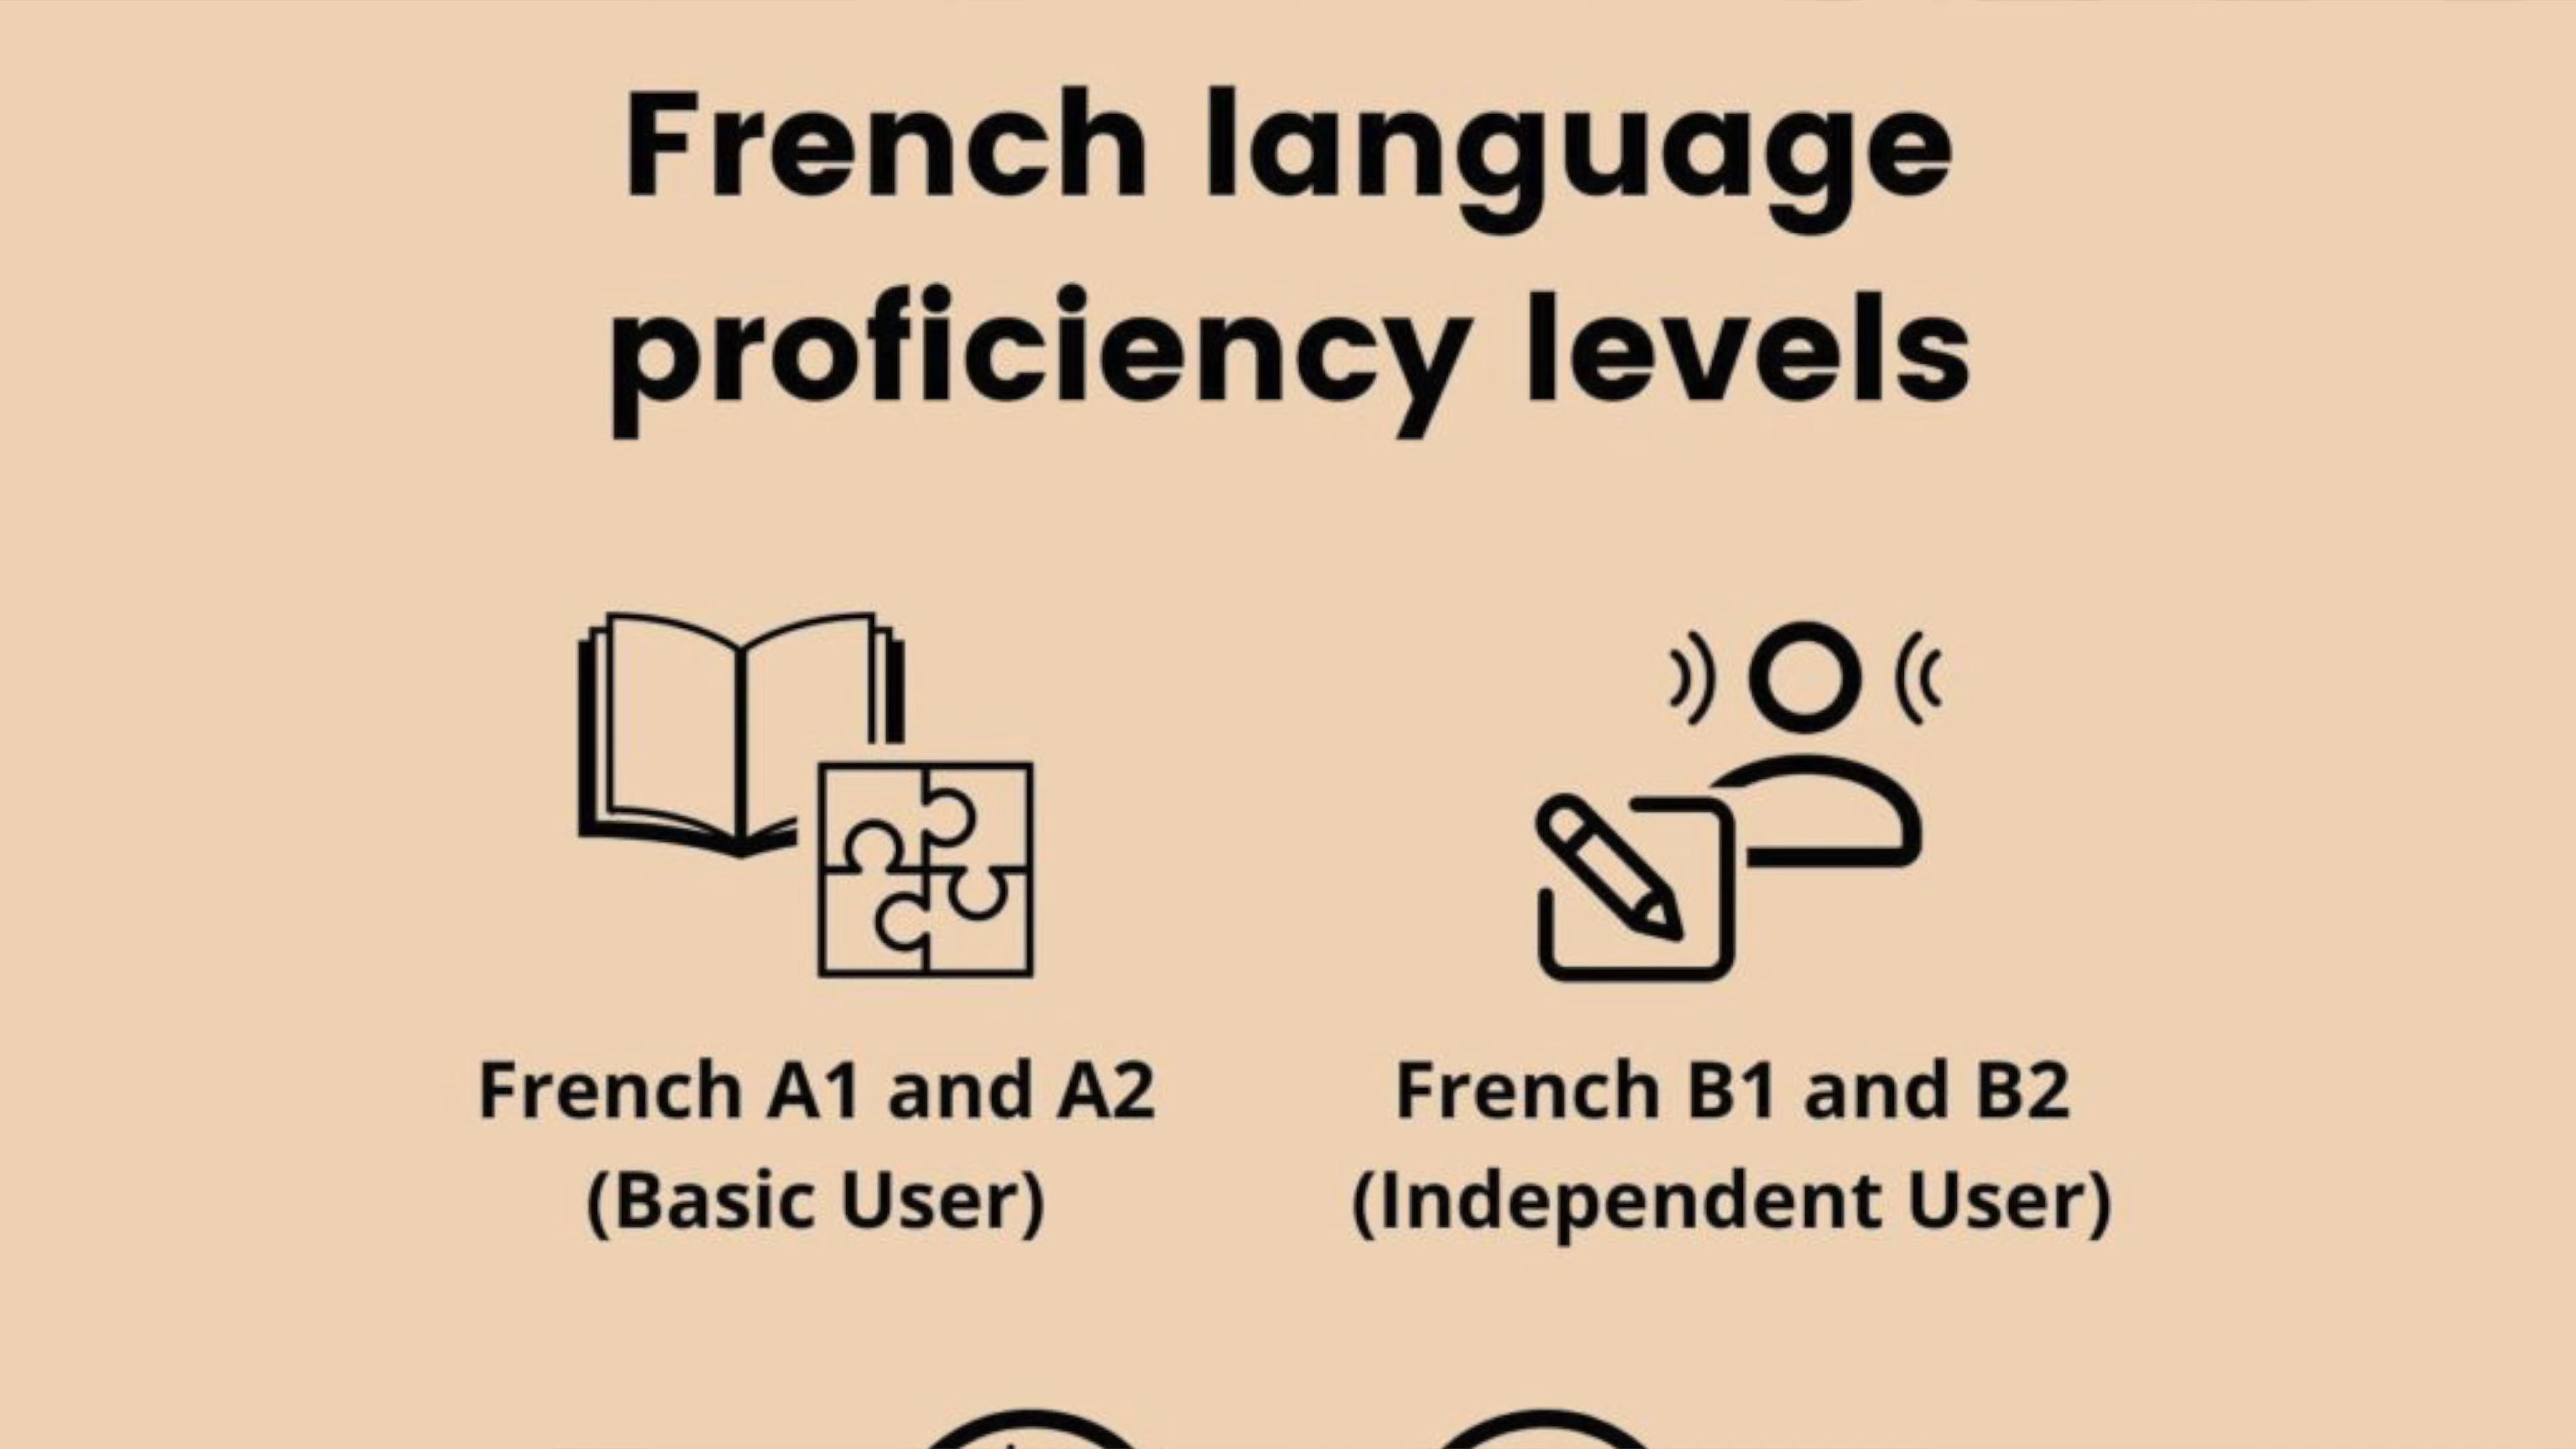 French language
proficiency levels
French A1 and A2
(Basic User)
French B1 and B2
(Independent User)